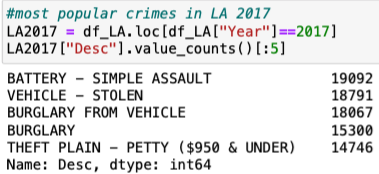 #most popular crimes in LA 2017
LA2017 = df_LA.loc[df_LA["Year"]==2017]
LA2017["Desc"].value_counts()[:5]
BATTERY - SIMPLE ASSAULT 19092
VEHICLE - STOLEN 18791
BURGLARY FROM VEHICLE 18067
BURGLARY 15300
THEFT PLAIN - PETTY ($950 & UNDER) 14746
Name: Desc, dtype: int64